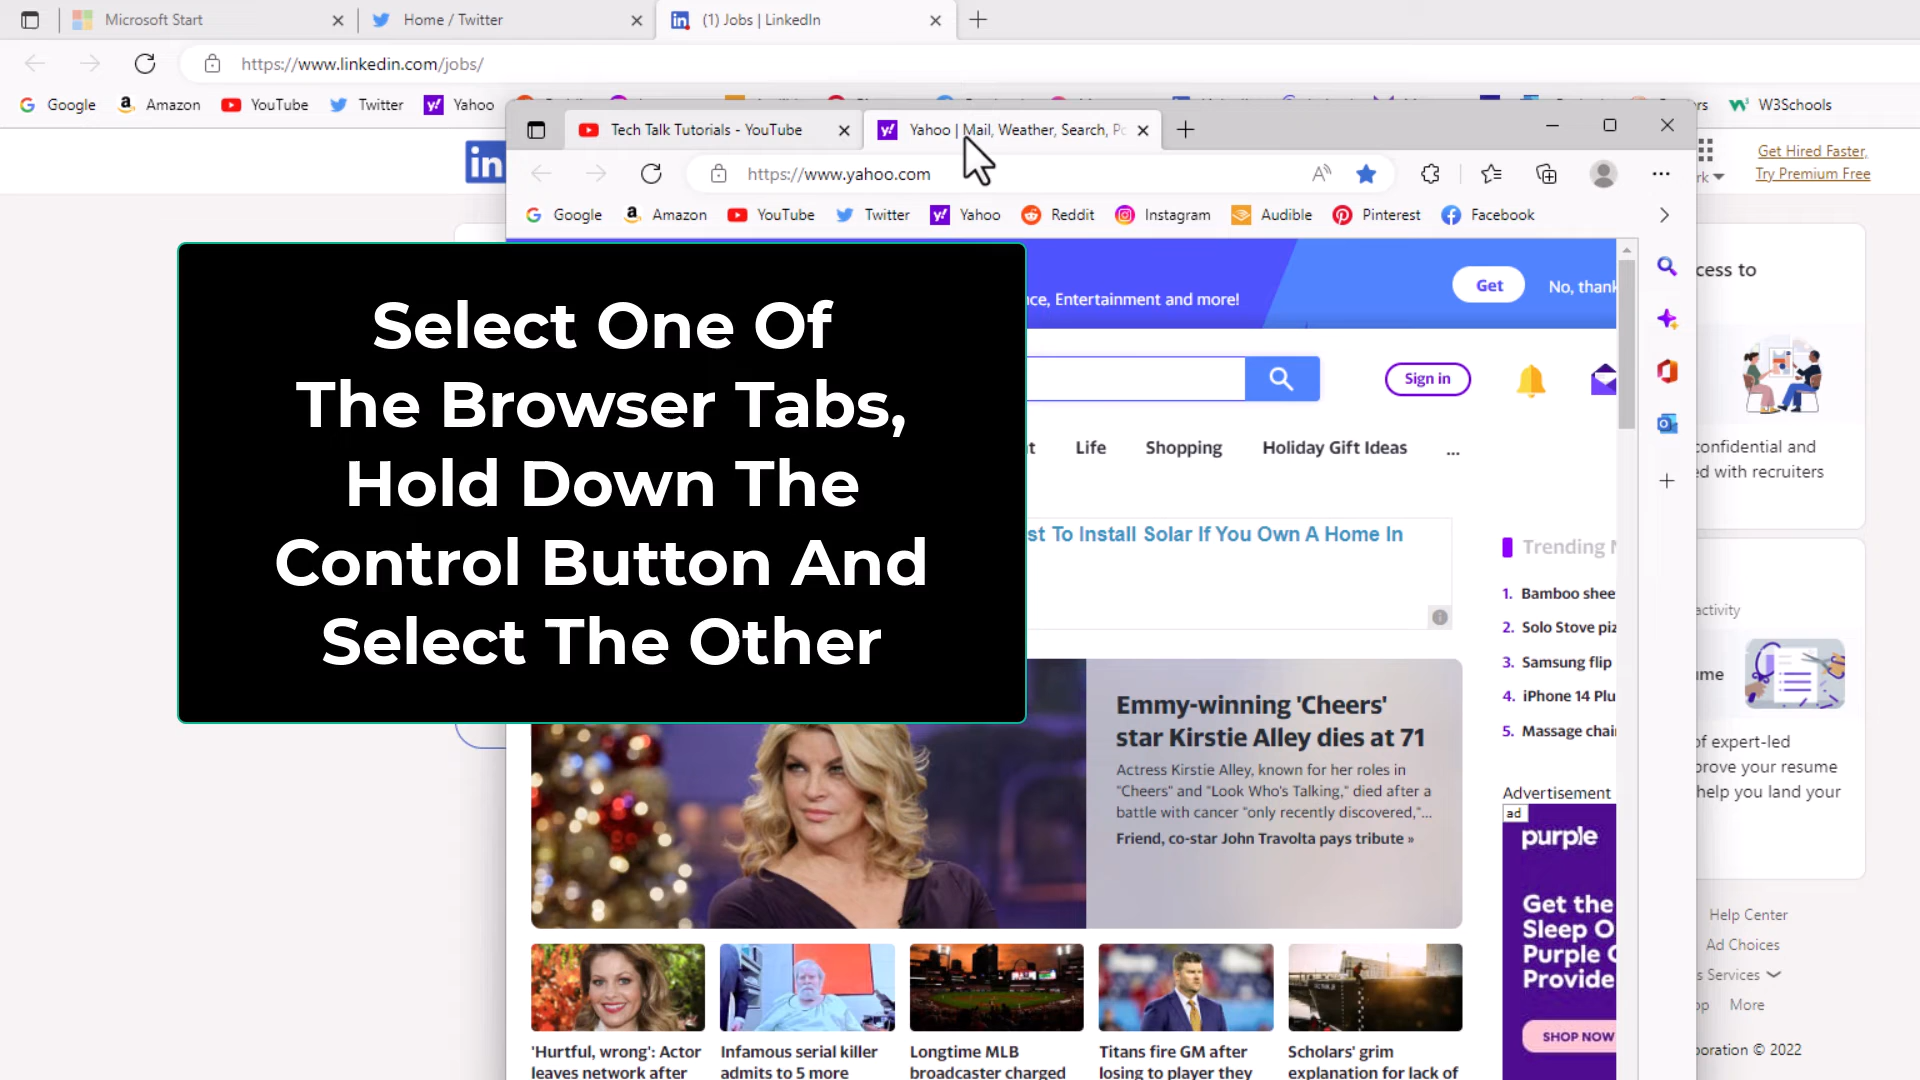 Microsoft Start
Home / Twitter
(1) Jobs | LinkedIn
https://www.linkedin.com/jobs/
Google
Amazon
YouTube
Twitter
Yahoo
W3Schools
in
Get Hired Faster,
Try Premium Free
Tech Talk Tutorials - YouTube
Yahoo | Mail, Weather, Search, Po
https://www.yahoo.com
Google
Amazon
YouTube
Twitter
Yahoo
Reddit
Instagram
Audible
Pinterest
Facebook
Select One Of
The Browser Tabs,
Hold Down The
Control Button And
Select The Other
nce, Entertainment and more!
Get
No, thank
Sign in
Life
Shopping
Holiday Gift Ideas
...
st To Install Solar If You Own A Home In
Trending
1. Bamboo shee
2. Solo Stove piz
3. Samsung flip
4. iPhone 14 Plu
5. Massage chai
Emmy-winning 'Cheers'
star Kirstie Alley dies at 71
Actress Kirstie Alley, known for her roles in
"Cheers" and "Look Who's Talking," died after a
battle with cancer "only recently discovered,"...
Friend, co-star John Travolta pays tribute »
Advertisement
ad
purple
Get the
Sleep O
Purple
Provide
SHOP NOW
'Hurtful, wrong': Actor
leaves network after
Infamous serial killer
admits to 5 more
Longtime MLB
broadcaster charged
Titans fire GM after
losing to player they
Scholars' grim
explanation for lack of
cess to
confidential and
ed with recruiters
activity
of expert-led
prove your resume
help you land your
Help Center
Ad Choices
s Services
More
poration © 2022